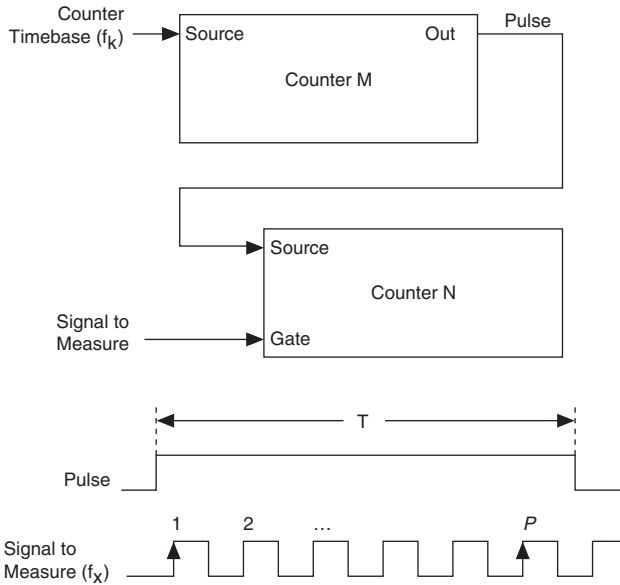 Counter
Timebase (fk)
Source
Out
Pulse
Counter M
Source
Counter N
Signal to
Measure
Gate
T
Pulse
1 2 ... P
Signal to
Measure (fx)